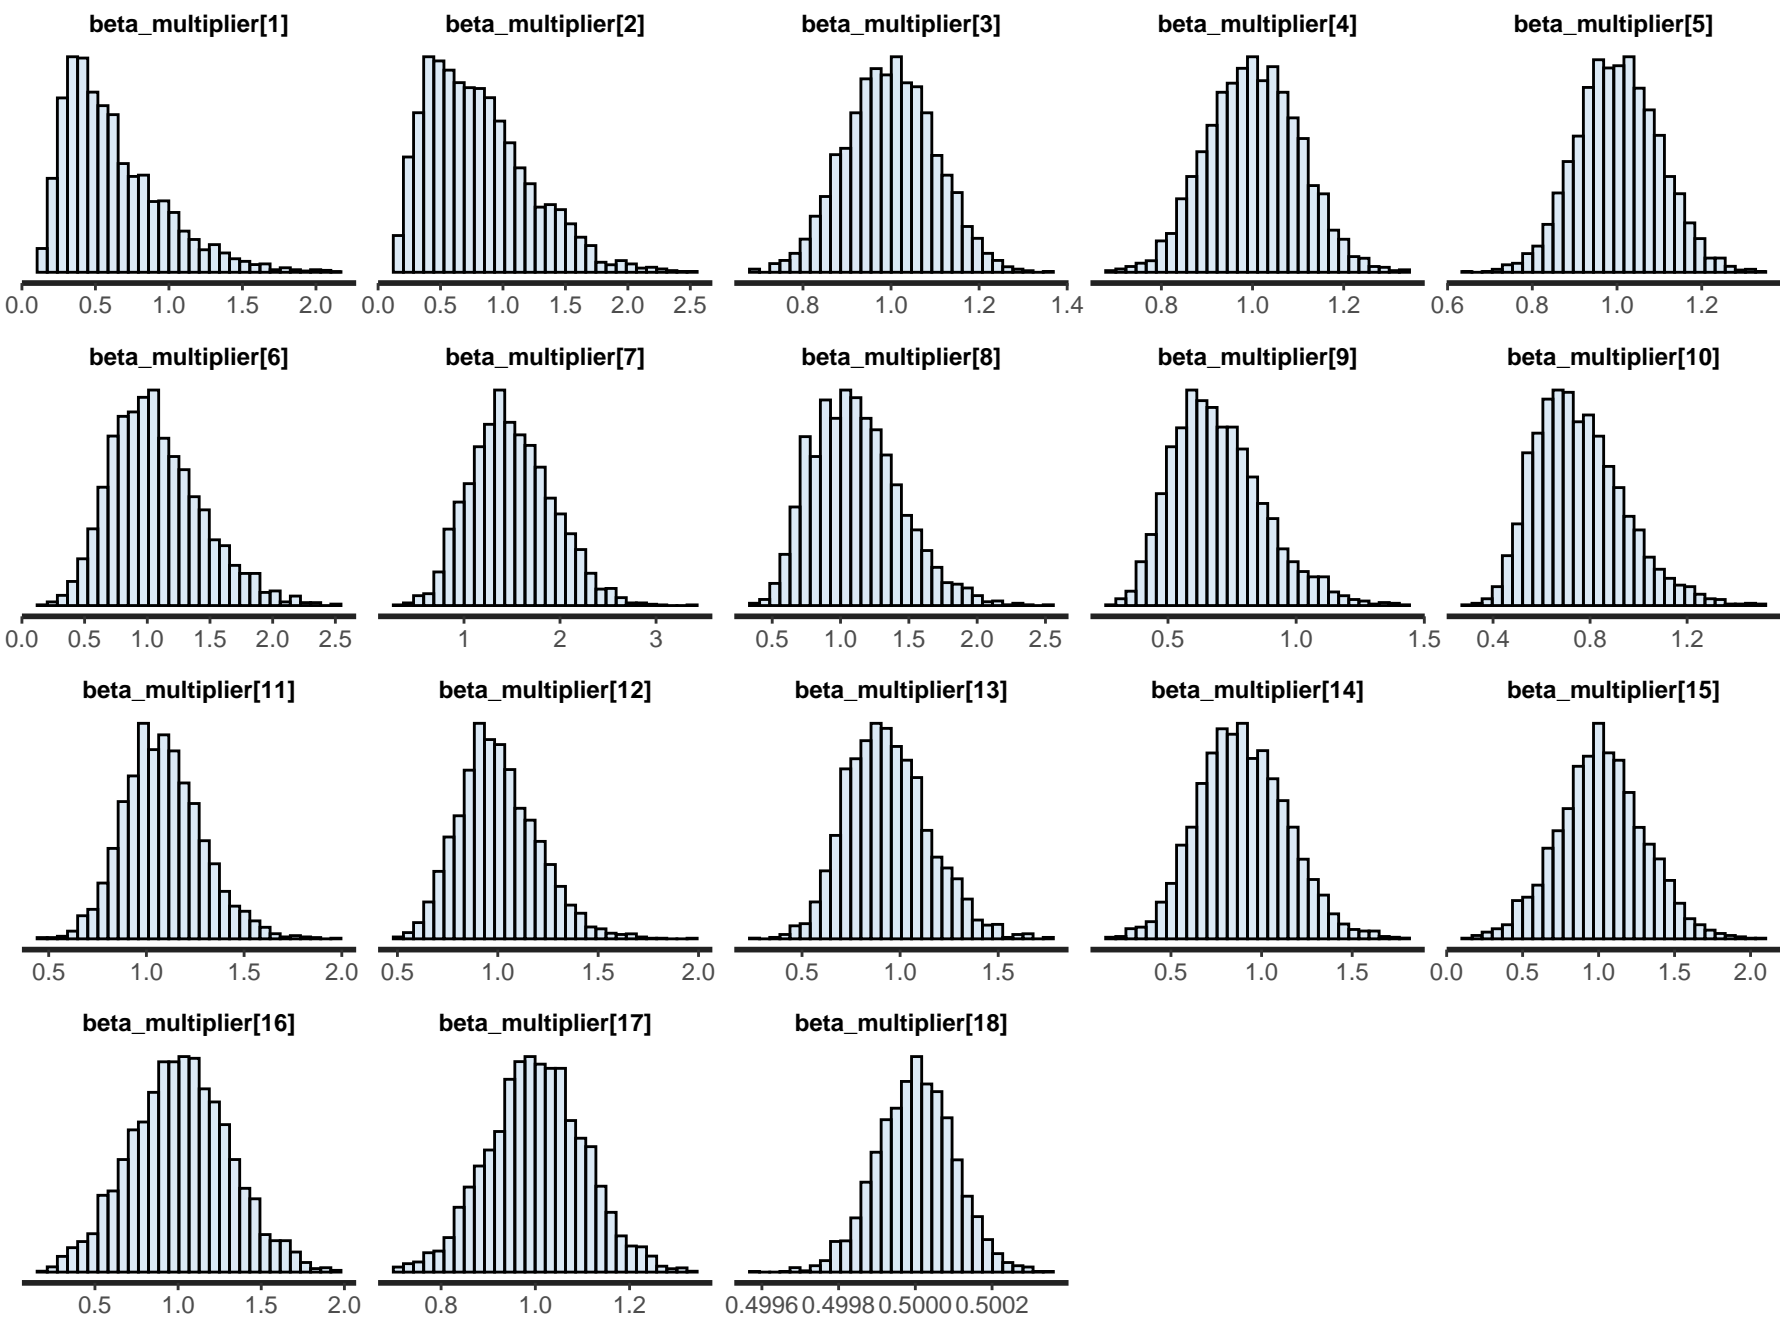 beta_multiplier[1] beta_multiplier[2] beta_multiplier[3] beta_multiplier[4] beta_multiplier[5]
0.0 0.5 1.0 1.5 2.0 0.0 0.5 1.0 1.5 2.0 2.5 0.8 1.0 1.2 1.4 0.8 1.0 1.2 0.6 0.8 1.0 1.2
beta_multiplier[6] beta_multiplier[7] beta_multiplier[8] beta_multiplier[9] beta_multiplier[10]
0.0 0.5 1.0 1.5 2.0 2.5 1 2 3 0.5 1.0 1.5 2.0 2.5 0.5 1.0 1.5 0.4 0.8 1.2
beta_multiplier[11] beta_multiplier[12] beta_multiplier[13] beta_multiplier[14] beta_multiplier[15]
0.5 1.0 1.5 2.0 0.5 1.0 1.5 2.0 0.5 1.0 1.5 0.5 1.0 1.5 0.0 0.5 1.0 1.5 2.0
beta_multiplier[16] beta_multiplier[17] beta_multiplier[18]
0.5 1.0 1.5 2.0 0.8 1.0 1.2 0.4996 0.4998 0.5000 0.5002